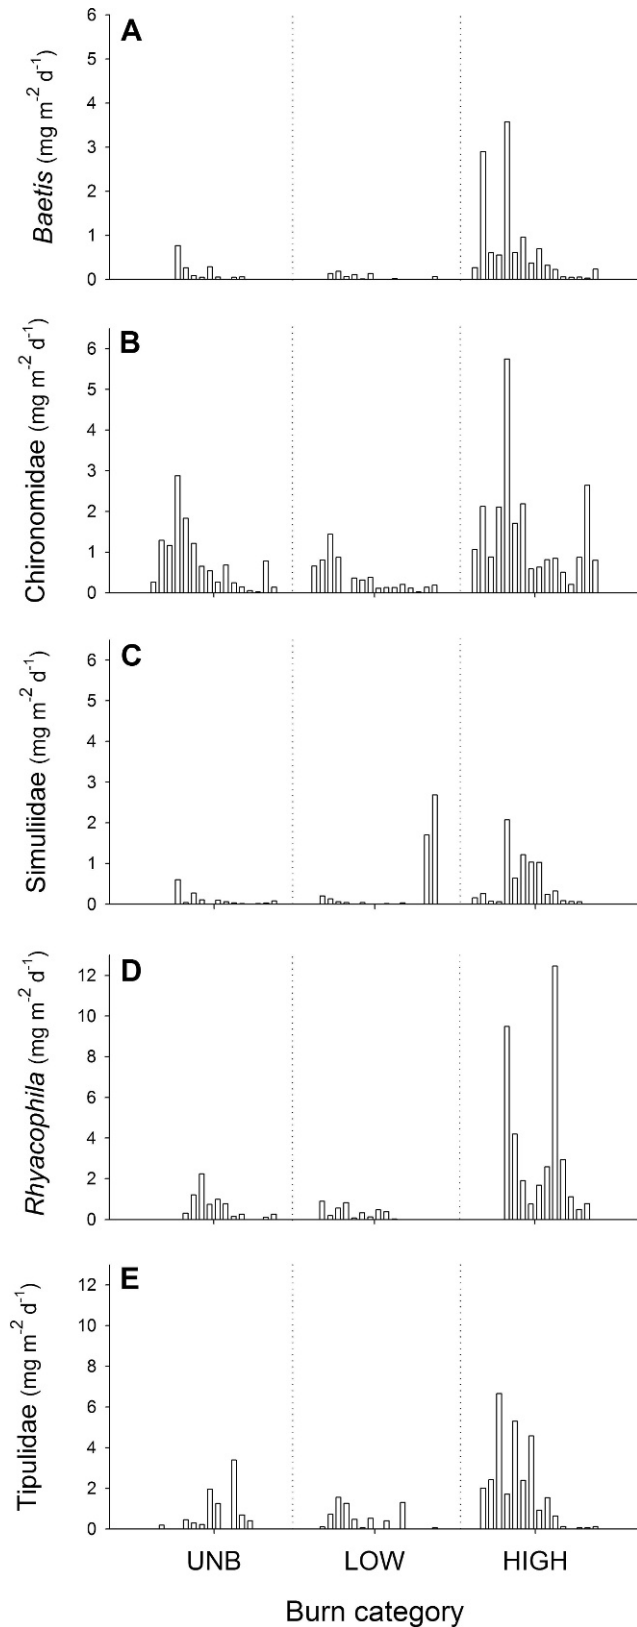 A
Baetis (mg m-2 d-1)
6
5
4
3
2
1
0
B
Chironomidae (mg m-2 d-1)
6
5
4
3
2
1
0
C
Simuliidae (mg m-2 d-1)
6
5
4
3
2
1
0
D
Rhyacophila (mg m-2 d-1)
12
10
8
6
4
2
0
E
Tipulidae (mg m-2 d-1)
12
10
8
6
4
2
0
UNB LOW HIGH
Burn category